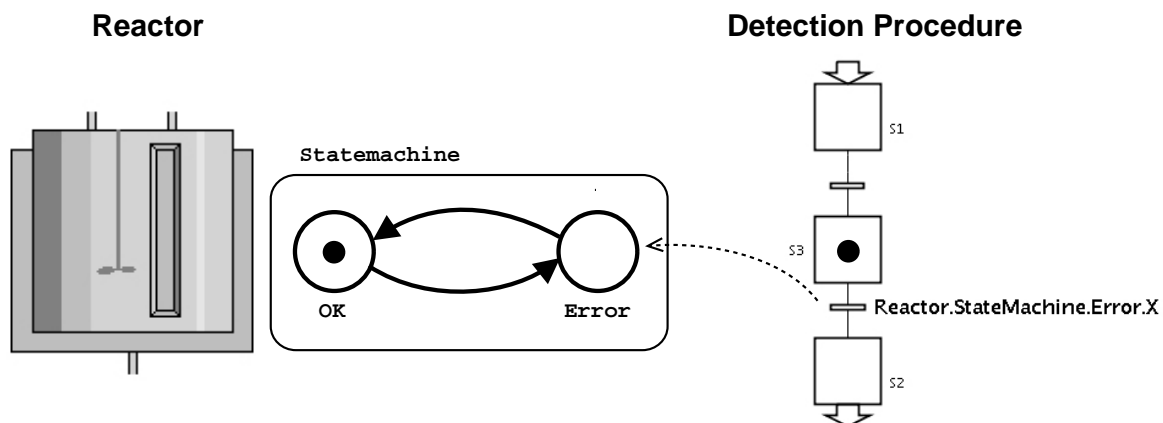 Reactor
Detection Procedure
S1
Statemachine
S3
OK
Error
Reactor.StateMachine.Error.X
S2